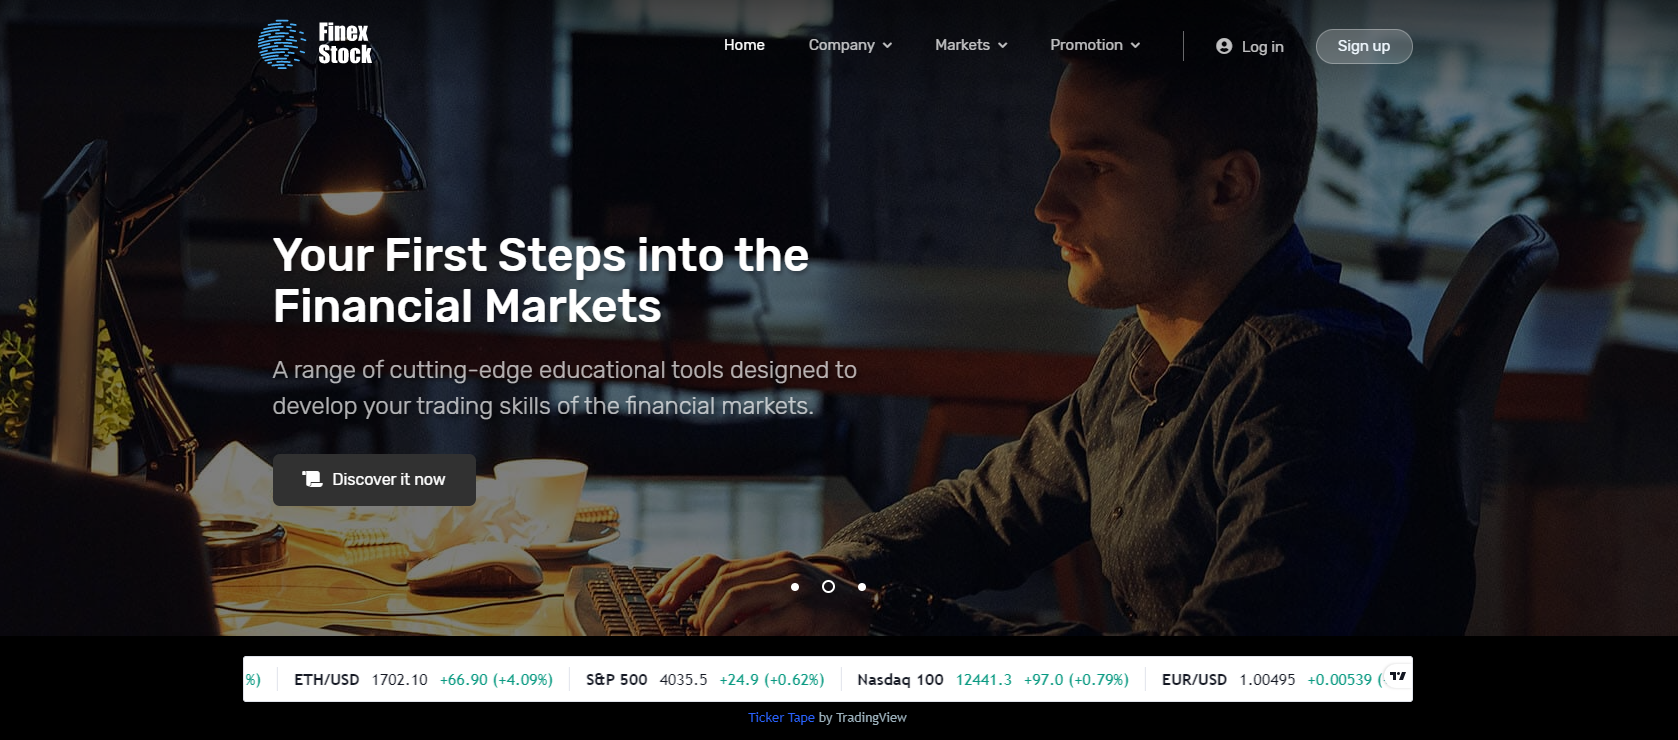 Finex
Stock
Home Company Markets Promotion Log in Sign up
Your First Steps into the
Financial Markets
A range of cutting-edge educational tools designed to
develop your trading skills of the financial markets.
Discover it now
%) ETH/USD 1702.10 +66.90 (+4.09%) S&P 500 4035.5 +24.9 (+0.62%) Nasdaq 100 12441.3 +97.0 (+0.79%) EUR/USD 1.00495 +0.00539 (
Ticker Tape by TradingView